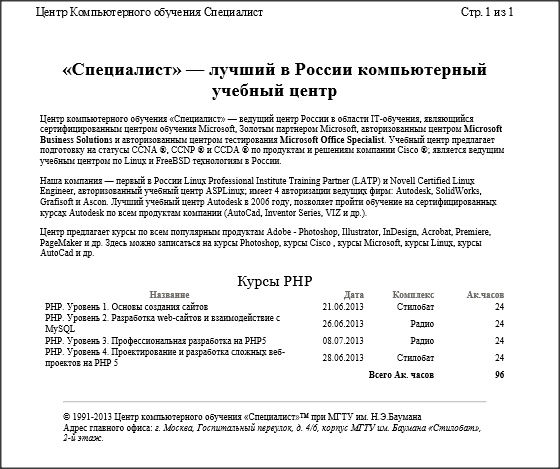 Центр Компьютерного обучения Специалист Стр. 1 из 1
«Специалист» — лучший в России компьютерный
учебный центр
Центр компьютерного обучения «Специалист» — ведущий центр России в области IT-обучения, являющийся
сертифицированным центром обучения Microsoft, Золотым партнером Microsoft, авторизованным центром Microsoft
Business Solutions и авторизованным центром тестирования Microsoft Office Specialist. Учебный центр предлагает
подготовку на статусы CCNA ®, CCNP ® и CCDA ® по продуктам и решениям компании Cisco ®; является ведущим
учебным центром по Linux и FreeBSD технологиям в России.
Наша компания — первый в России Linux Professional Institute Training Partner (LATP) и Novell Certified Linux
Engineer, авторизованный учебный центр ASPLinux; имеет 4 авторизации ведущих фирм: Autodesk, SolidWorks,
Grafisoft и Ascon. Лучший учебный центр Autodesk в 2006 году, позволяет пройти обучение на сертифицированных
курсах Autodesk по всем продуктам компании (AutoCad, Inventor Series, VIZ и др.).
Центр предлагает курсы по всем популярным продуктам Adobe - Photoshop, Illustrator, InDesign, Acrobat, Premiere,
PageMaker и др. Здесь можно записаться на курсы Photoshop, курсы Cisco , курсы Microsoft, курсы Linux, курсы
AutoCad и др.
Курсы PHP
Название Дата Комплекс Ак.часов
PHP. Уровень 1. Основы создания сайтов 21.06.2013 Стилобат 24
PHP. Уровень 2. Разработка web-сайтов и взаимодействие с
MySQL 26.06.2013 Радио 24
PHP. Уровень 3. Профессиональная разработка на PHP5 08.07.2013 Радио 24
PHP. Уровень 4. Проектирование и разработка сложных веб-
проектов на PHP 5 28.06.2013 Стилобат 24
Всего Ак. часов 96
© 1991-2013 Центр компьютерного обучения «Специалист»™ при МГТУ им. Н.Э.Баумана
Адрес главного офиса: г. Москва, Госпитальный переулок, д. 4/6, корпус МГТУ им. Баумана «Стилобат»,
2-й этаж.